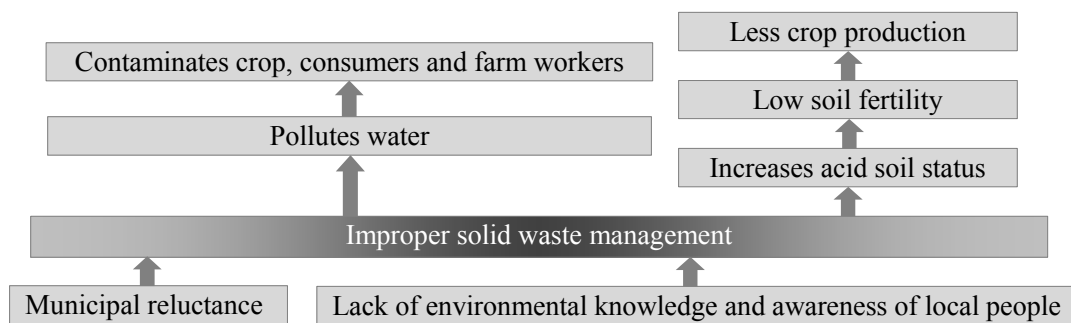 Less crop production
Contaminates crop, consumers and farm workers
Low soil fertility
Pollutes water
Increases acid soil status
Improper solid waste management
Municipal reluctance
Lack of environmental knowledge and awareness of local people